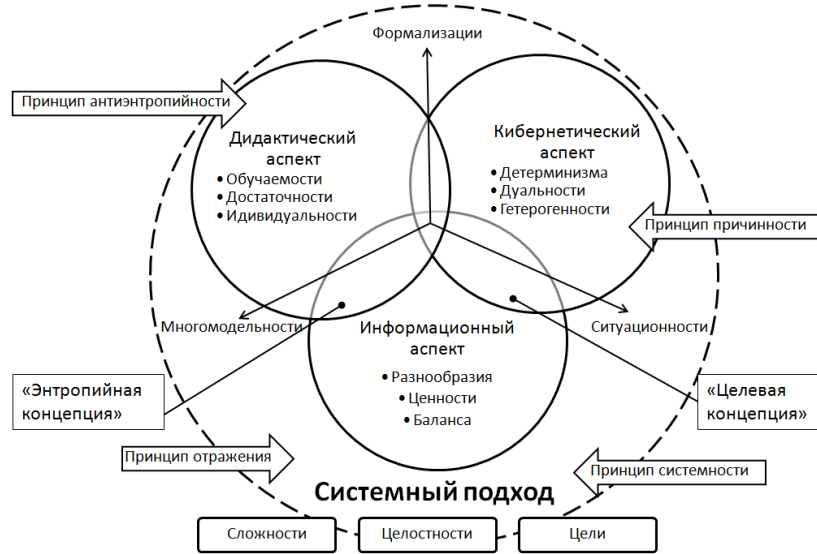 Формализации
Принцип антиэнтропийности
Дидактический
аспект
• Обучаемости
• Достаточности
• Идивидуальности
Кибернетический
аспект
• Детерминизма
• Дуальности
• Гетерогенности
Принцип причинности
Многомодельности
Ситуационности
Информационный
аспект
• Разнообразия
• Ценности
• Баланса
«Энтропийная
концепция»
«Целевая
концепция»
Принцип отражения
Принцип системности
Системный подход
Сложности
Целостности
Цели